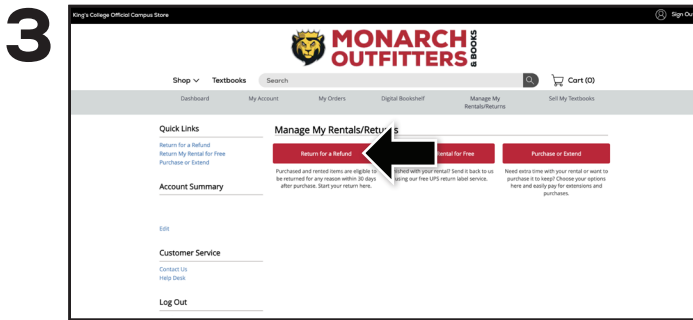 3
King's College Official Campus Store
Sign Ou
MONARCH
OUTFITTERS
& BOOKS
Shop Textbooks Search Cart (0)
Dashboard My Account My Orders Digital Bookshelf Manage My Rentals/Returns Sell My Textbooks
Quick Links
Return for a Refund
Return My Rental for Free
Purchase or Extend
Account Summary
Edit
Customer Service
Contact Us
Help Desk
Log Out
Manage My Rentals/Returns
Return for a Refund
Purchased and rented items are eligible to
be returned for any reason within 30 days
after purchase. Start your return here.
ental for Free
nished with your rental? Send it back to us
using our free UPS return label service.
Purchase or Extend
Need extra time with your rental or want to
purchase it to keep? Choose your options
here and easily pay for extensions and
purchases.